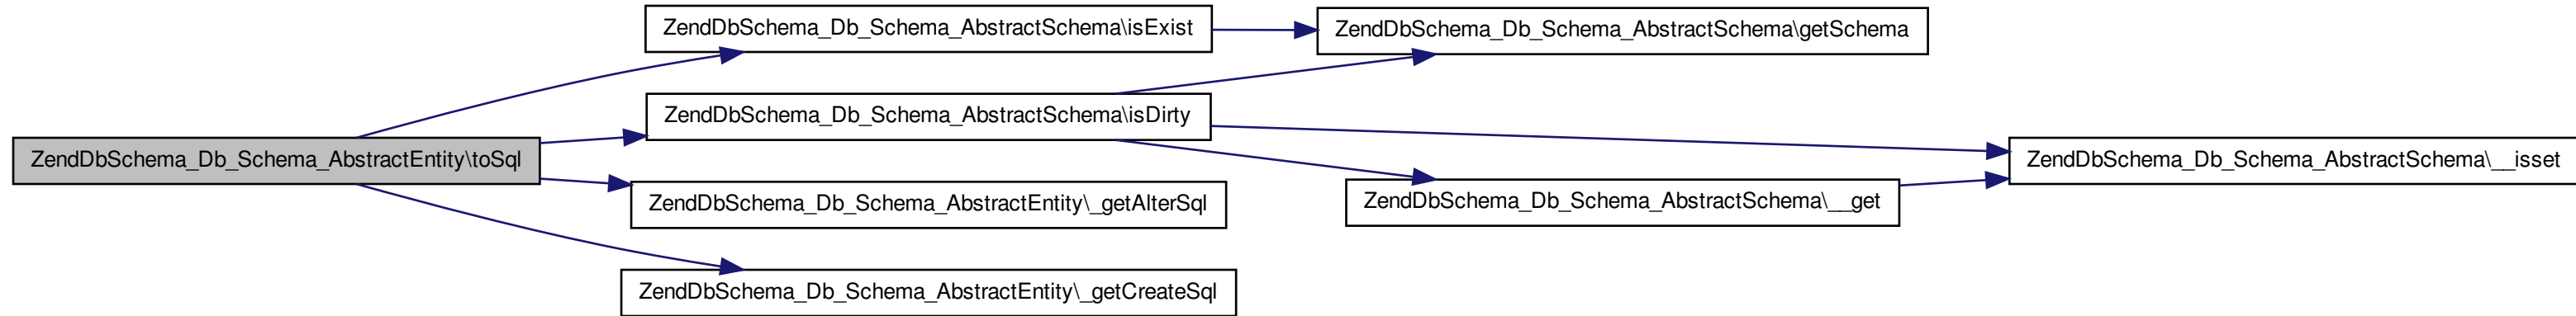 ZendDbSchema_Db_Schema_AbstractSchema\isExist
ZendDbSchema_Db_Schema_AbstractSchema\getSchema
ZendDbSchema_Db_Schema_AbstractSchema\isDirty
ZendDbSchema_Db_Schema_AbstractEntity\toSql
ZendDbSchema_Db_Schema_AbstractSchema\__isset
ZendDbSchema_Db_Schema_AbstractEntity\_getAlterSql
ZendDbSchema_Db_Schema_AbstractSchema\__get
ZendDbSchema_Db_Schema_AbstractEntity\_getCreateSql